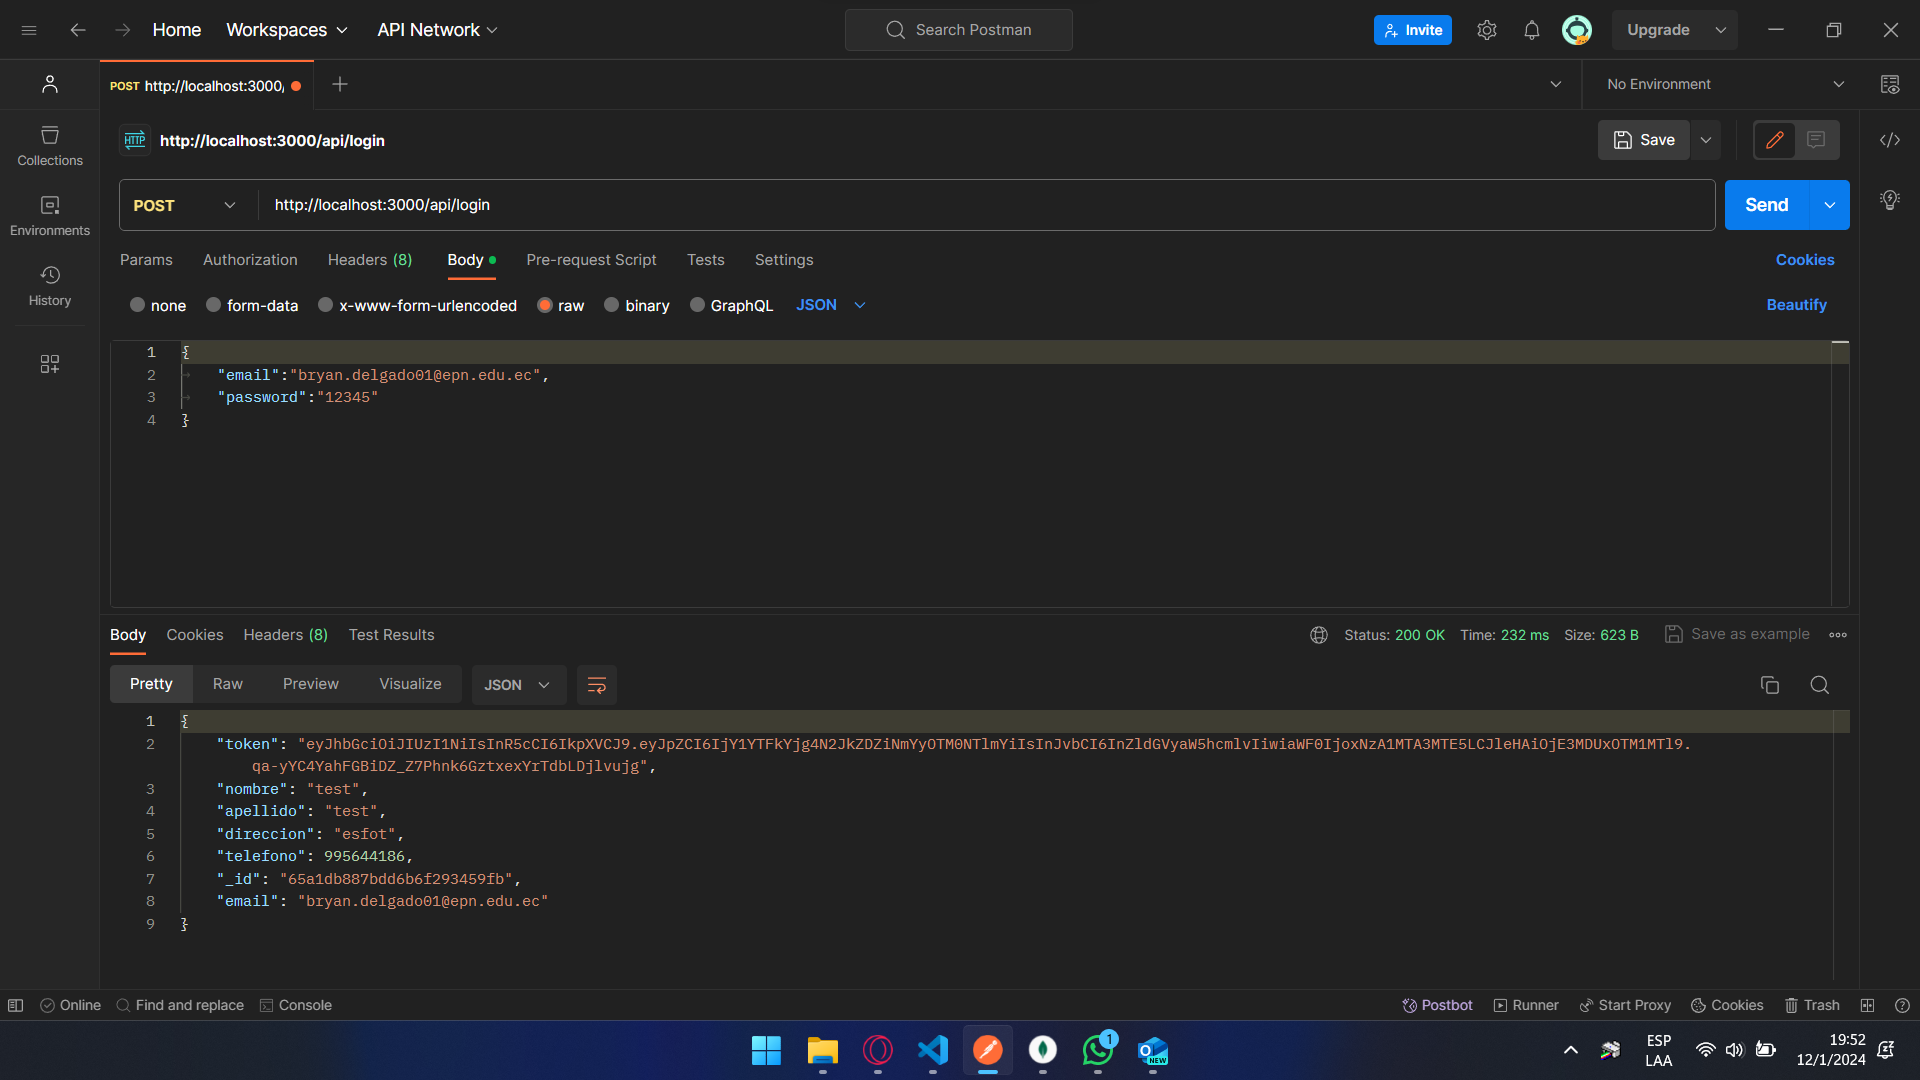 Home
Workspaces
API Network
Search Postman
Invite
Upgrade
POST http://localhost:3000/
No Environment
HTTP http://localhost:3000/api/login
Save
POST
http://localhost:3000/api/login
Send
Collections
Environments
History
Params
Authorization
Headers (8)
Body
Pre-request Script
Tests
Settings
Cookies
none
form-data
x-www-form-urlencoded
raw
binary
GraphQL
JSON
Beautify
1 {
2 "email":"bryan.delgado01@epn.edu.ec",
3 "password":"12345"
4 }
Body
Cookies
Headers (8)
Test Results
Status: 200 OK
Time: 232 ms
Size: 623 B
Save as example
Pretty
Raw
Preview
Visualize
JSON
1 {
2 "token": "eyJhbGciOiJIUzI1NiIsInR5cCI6IkpXVCJ9.eyJpZCI6IjY1YTFkYjg4N2JkZDZiNmYyOTM0NTlmYiIsInJvbCI6InZldGVyaW5hcmlvIiwiaWF0IjoxNzA1MTA3MTE5LCJleHAiOjE3MDUxOTM1MTl9.
qa-yYC4YahFGBiDZ_Z7Phnk6GztxexYrTdbLDjlvujg",
3 "nombre": "test",
4 "apellido": "test",
5 "direccion": "esfot",
6 "telefono": 995644186,
7 "_id": "65a1db887bdd6b6f293459fb",
8 "email": "bryan.delgado01@epn.edu.ec"
9 }
Online
Find and replace
Console
Postbot
Runner
Start Proxy
Cookies
Trash
1
NEW
ESP
LAA
19:52
12/1/2024